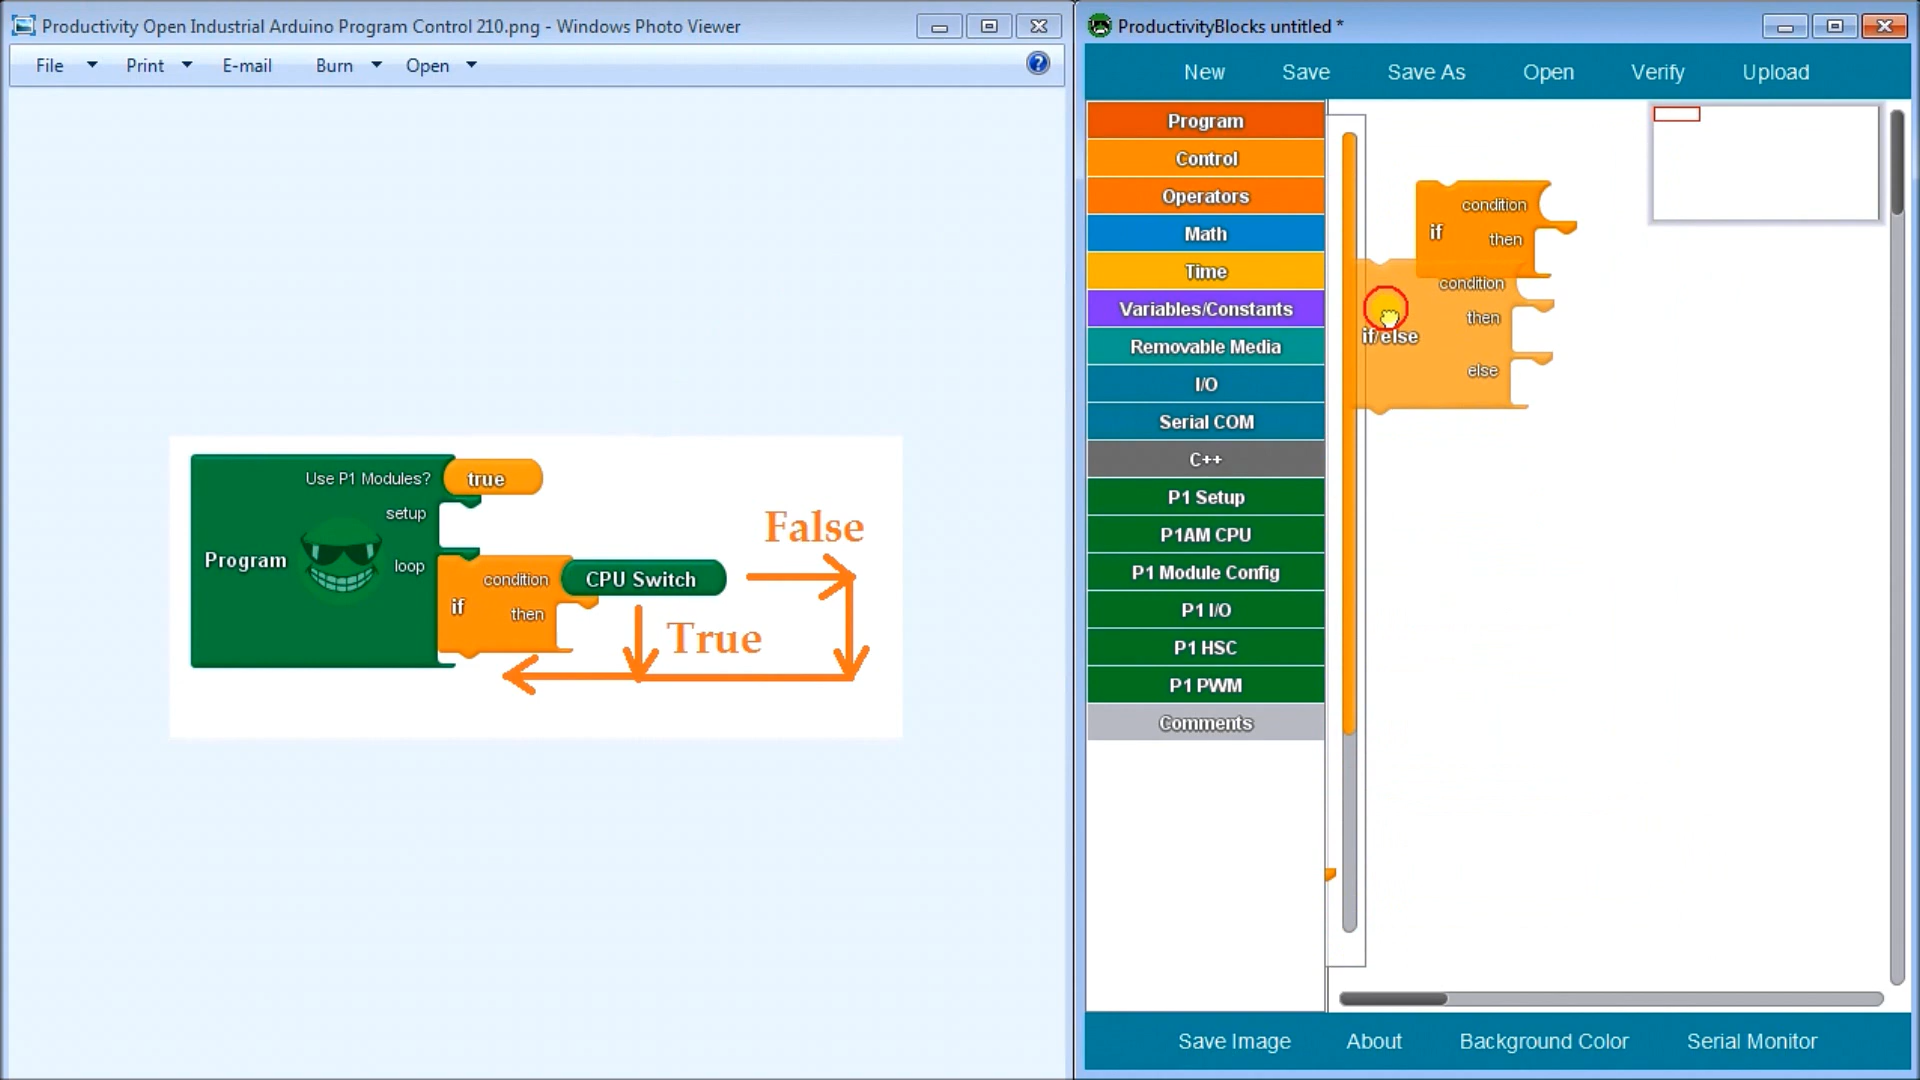 Productivity Open Industrial Arduino Program Control 210.png - Windows Photo Viewer
File Print E-mail Burn Open
Use P1 Modules? true
setup
Program loop
if condition CPU Switch
then
False
True
ProductivityBlocks untitled *
New Save Save As Open Verify Upload
Program
Control
Operators
Math
Time
Variables/Constants
Removable Media
I/O
Serial COM
C++
P1 Setup
P1AM CPU
P1 Module Config
P1 I/O
P1 HSC
P1 PWM
Comments
condition
if
then
condition
then
if/else
else
Save Image About Background Color Serial Monitor